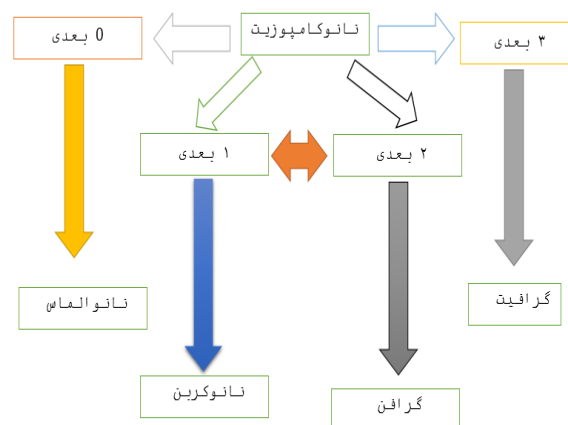 نانوکامپوزیت
۳ بعدی
0 بعدی
۲ بعدی
۱ بعدی
گرافیت
نانوالماس
گرافن
نانوکربن